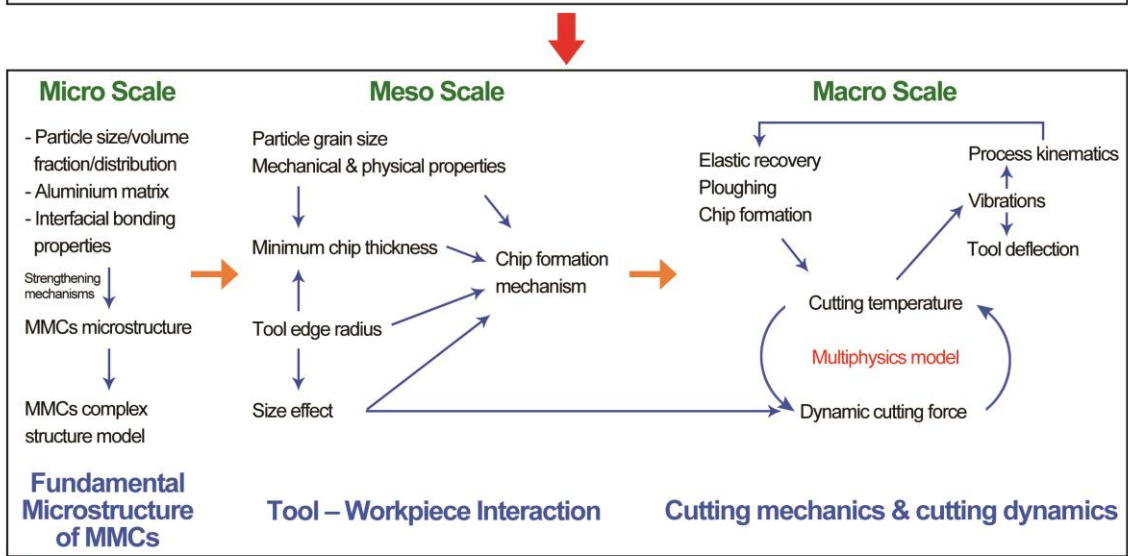 Micro Scale
- Particle size/volume
fraction/distribution
- Aluminium matrix
- Interfacial bonding
properties
Strengthening
mechanisms
MMCs microstructure
MMCs complex
structure model
Fundamental
Microstructure
of MMCs
Meso Scale
Particle grain size
Mechanical & physical properties
Minimum chip thickness
Chip formation
mechanism
Tool edge radius
Size effect
Tool – Workpiece Interaction
Macro Scale
Elastic recovery
Ploughing
Chip formation
Process kinematics
Vibrations
Tool deflection
Cutting temperature
Multiphysics model
Dynamic cutting force
Cutting mechanics & cutting dynamics